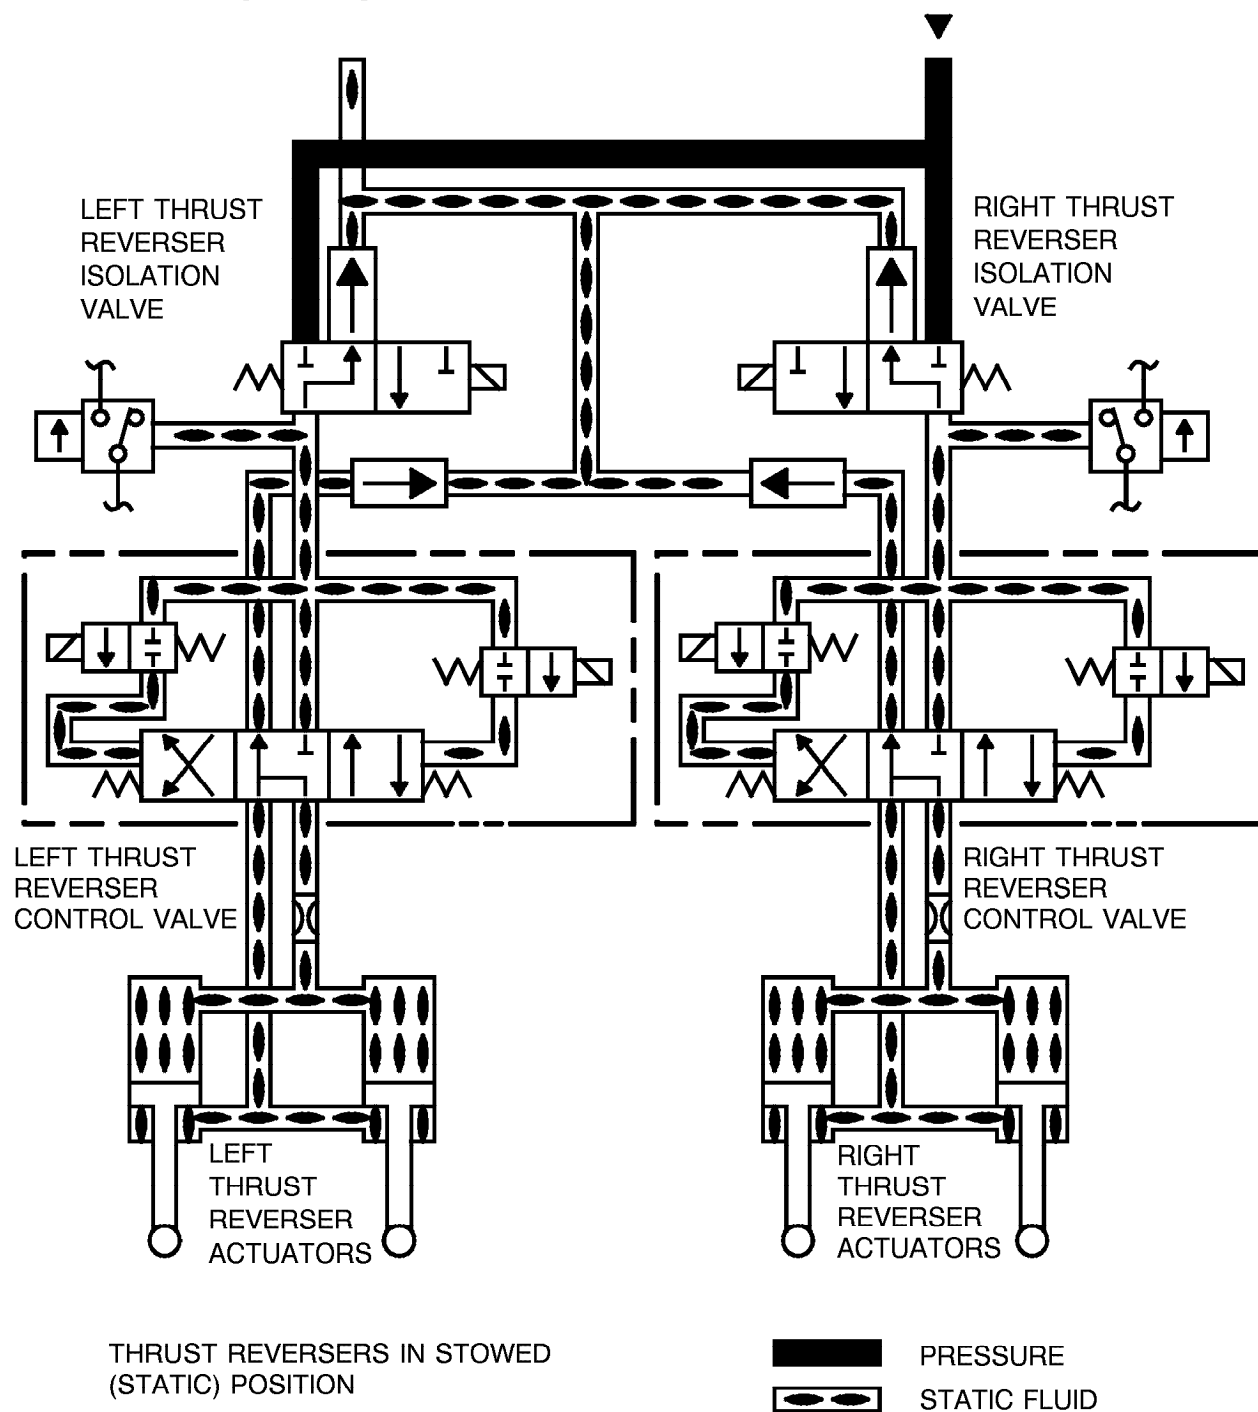 LEFT THRUST
REVERSER
ISOLATION
VALVE
RIGHT THRUST
REVERSER
ISOLATION
VALVE
LEFT THRUST
REVERSER
CONTROL VALVE
RIGHT THRUST
REVERSER
CONTROL VALVE
LEFT
THRUST
REVERSER
ACTUATORS
RIGHT
THRUST
REVERSER
ACTUATORS
THRUST REVERSERS IN STOWED
(STATIC) POSITION
PRESSURE
STATIC FLUID